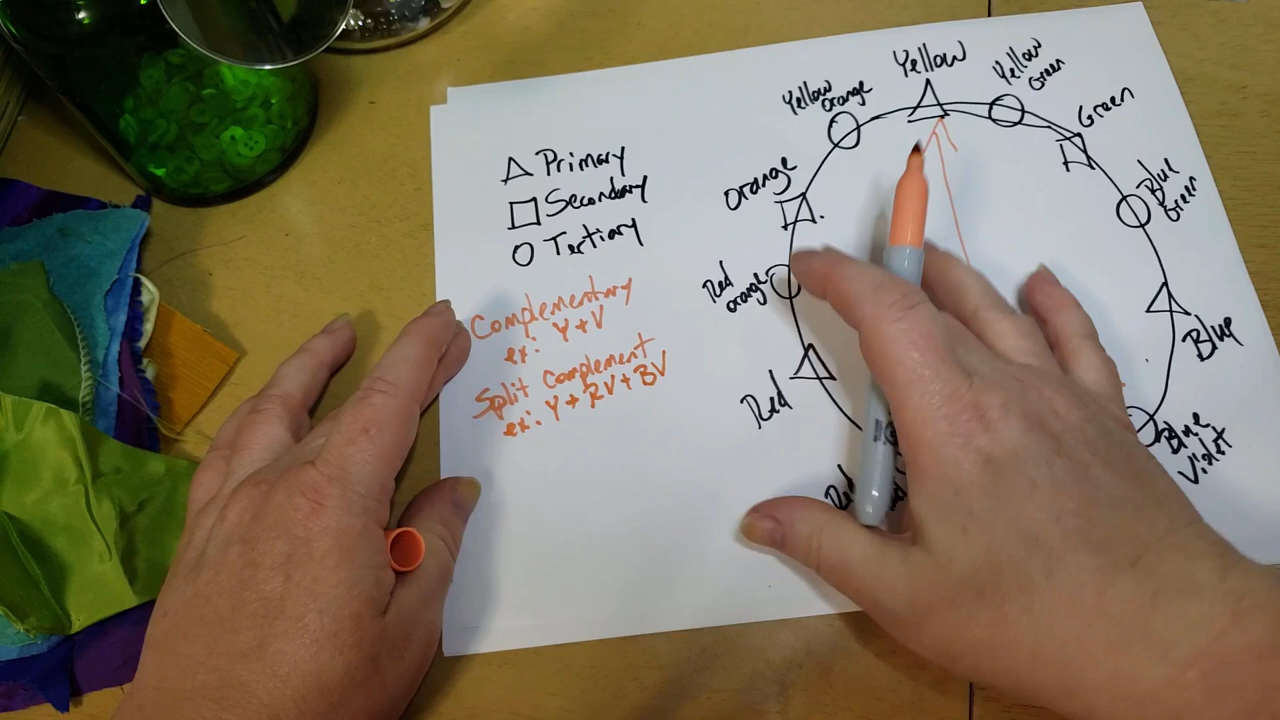 Primary
Secondary
Tertiary
Complementary
ex: Y + V
Split Complement
ex: Y + RV + BV
Yellow
Yellow
Green
Green
Blue
Green
Blue
Blue
Violet
Red
Red
Red
orange
orange
Yellow
orange